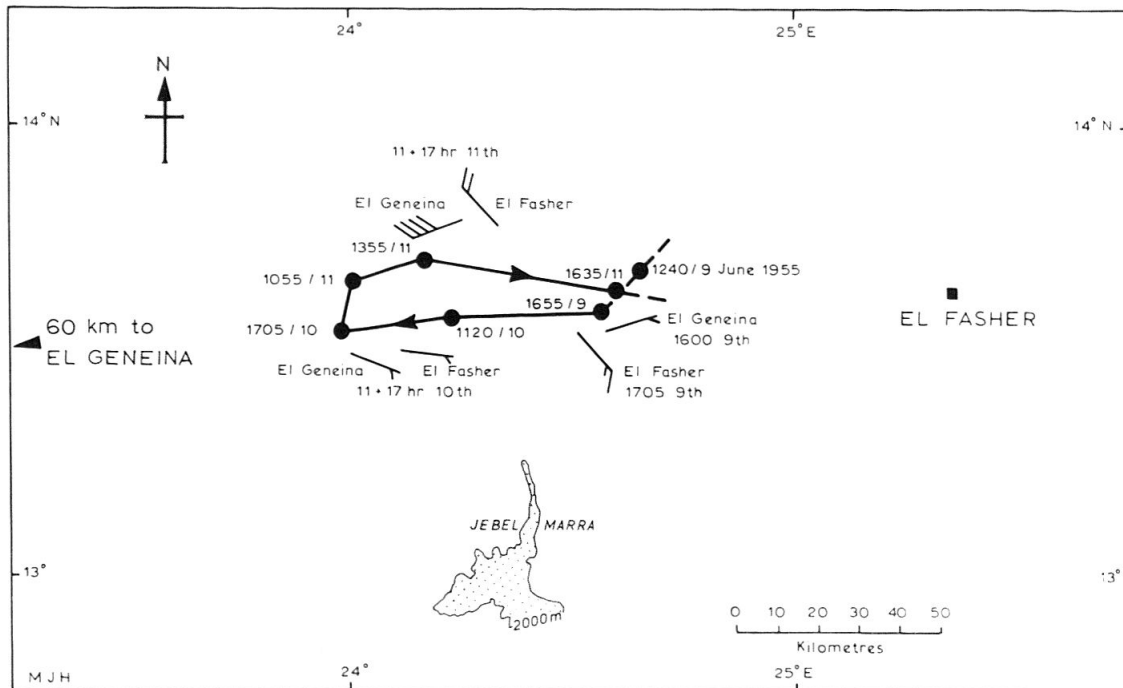 24°
25° E
N
14° N
14° N
11 + 17 hr 11th
El Geneina
El Fasher
1355/11
1055 / 11
1635/11
1240/9 June 1955
1655/9
1705 / 10
1120/10
EL FASHER
60 km to
EL GENEINA
El Geneina
1600 9th
El Geneina
El Fasher
11 + 17 hr 10th
El Fasher
1705 9th
JEBEL MARRA
13°
13°
2000m
0 10 20 30 40 50
Kilometres
MJH
24°
25° E